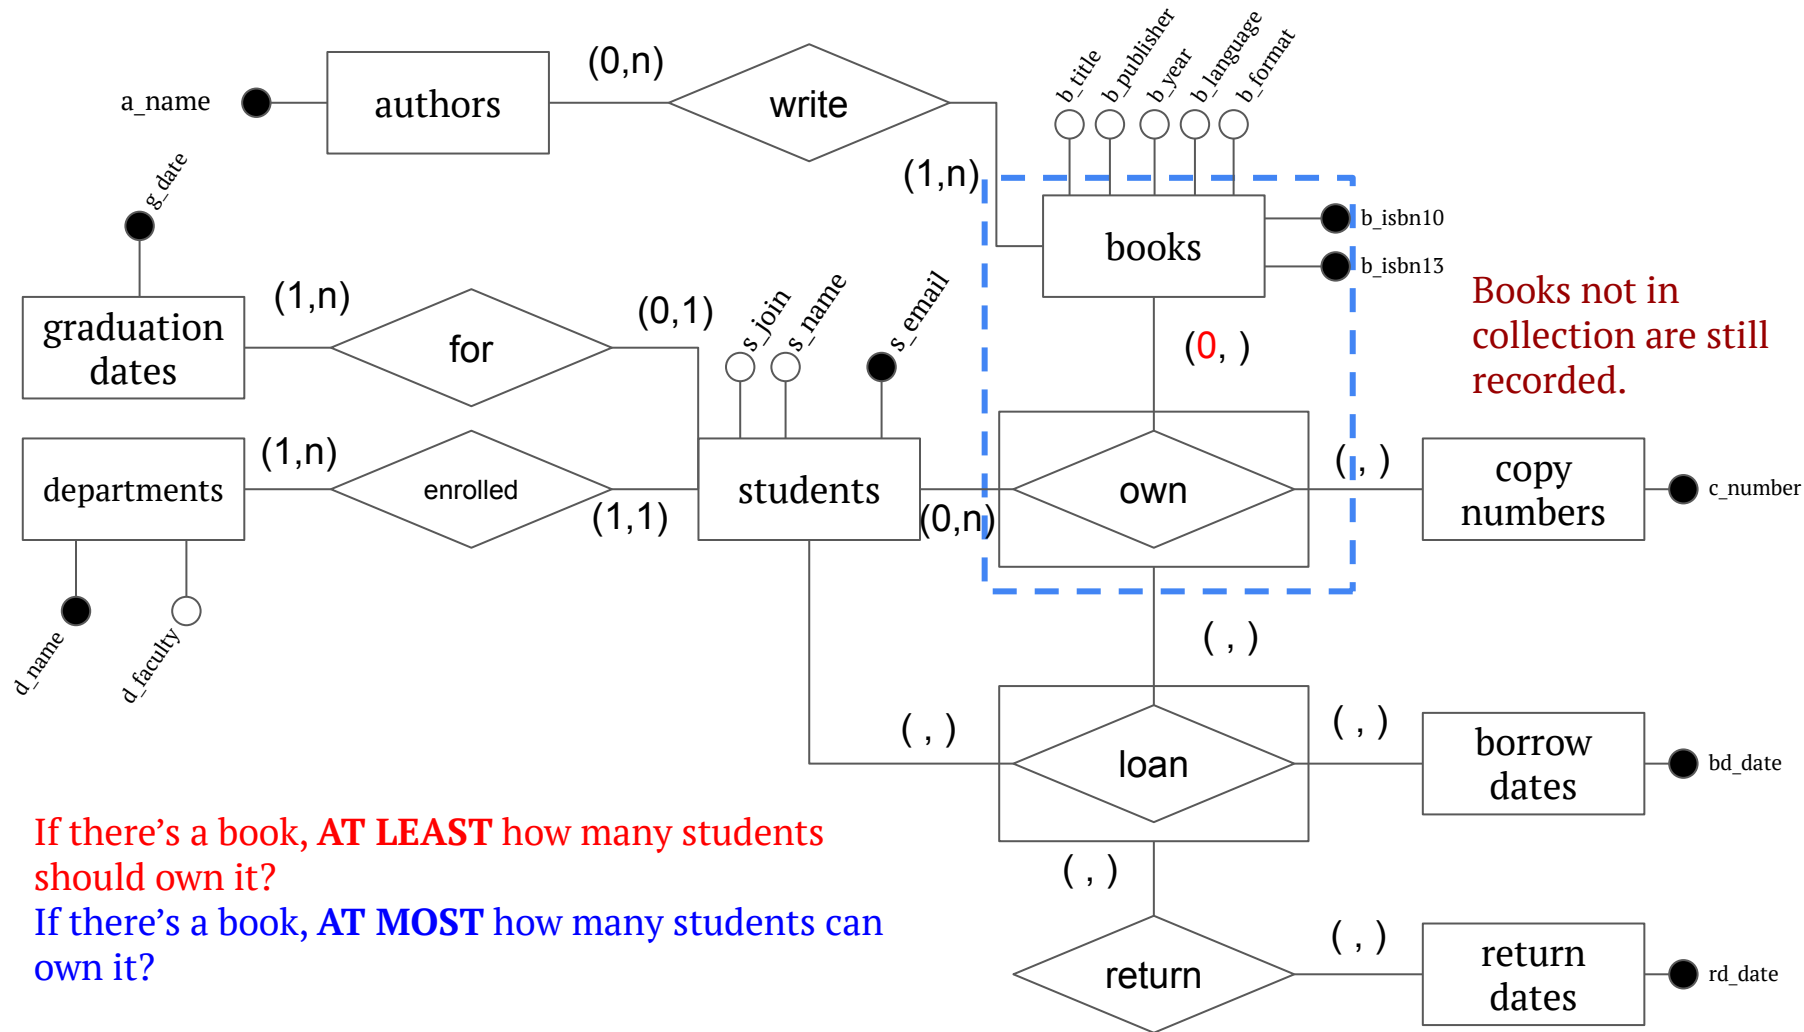 b_title
b_publisher
b_year
b_language
b_format
(0,n)
a_name
authors
write
(1,n)
g_date
books
b_isbn10
b_isbn13
Books not in
collection are still
recorded.
graduation
dates
(1,n)
for
(0,1)
s_join
s_name
s_email
(0, )
departments
(1,n)
enrolled
(1,1)
students
(0,n)
own
( , )
copy
numbers
c_number
d_name
d_faculty
( , )
( , )
loan
( , )
borrow
dates
bd_date
If there’s a book, AT LEAST how many students
should own it?
If there’s a book, AT MOST how many students can
own it?
( , )
return
( , )
return
dates
rd_date